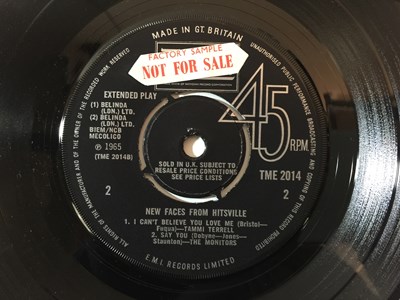 MADE IN GT. BRITAIN
FACTORY SAMPLE
NOT FOR SALE
EXTENDED PLAY
(1) BELINDA
(LDN.) LTD.
(2) BELINDA
(LDN.) LTD.
BIEM/NCB
MECOLICO
℗ 1965
(TME 2014B)
45 R.P.M.
SOLD IN U.K. SUBJECT TO
RESALE PRICE CONDITIONS
SEE PRICE LISTS
TME 2014
2
2
NEW FACES FROM HITSVILLE
1. I CAN'T BELIEVE YOU LOVE ME (Bristol—
Fuqua)—TAMMI TERRELL
2. SAY YOU (Dobyne—Jones—
Staunton)—THE MONITORS
E.M.I. RECORDS LIMITED
ALL RIGHTS OF THE MANUFACTURER AND OF THE OWNER OF THE RECORDED WORK RESERVED
UNAUTHORISED PUBLIC PERFORMANCE BROADCASTING AND COPYING OF THIS RECORD PROHIBITED